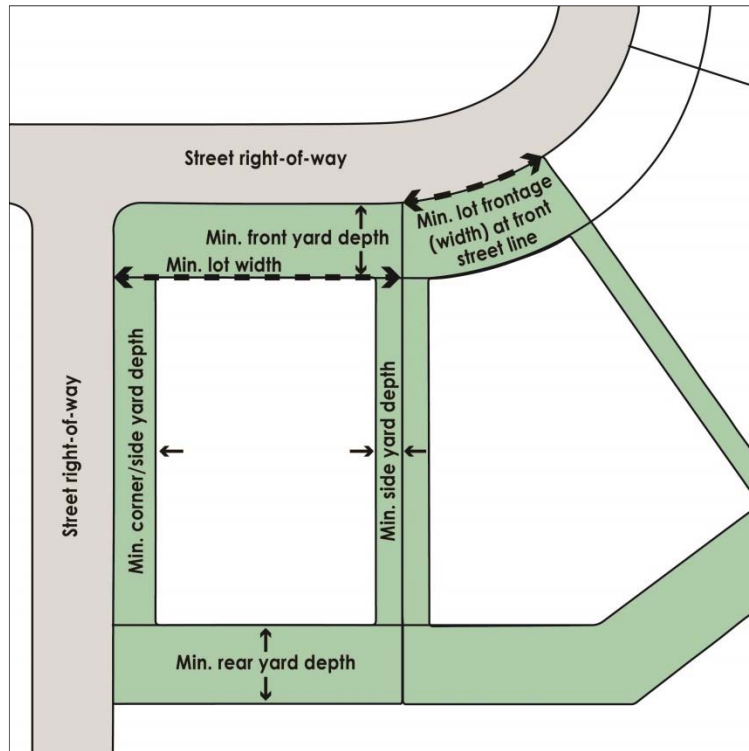 Street right-of-way
Min. lot frontage
(width) at front
street line
Min. front yard depth
Min. lot width
Street right-of-way
Min. corner/side yard depth
Min. side yard depth
Min. rear yard depth